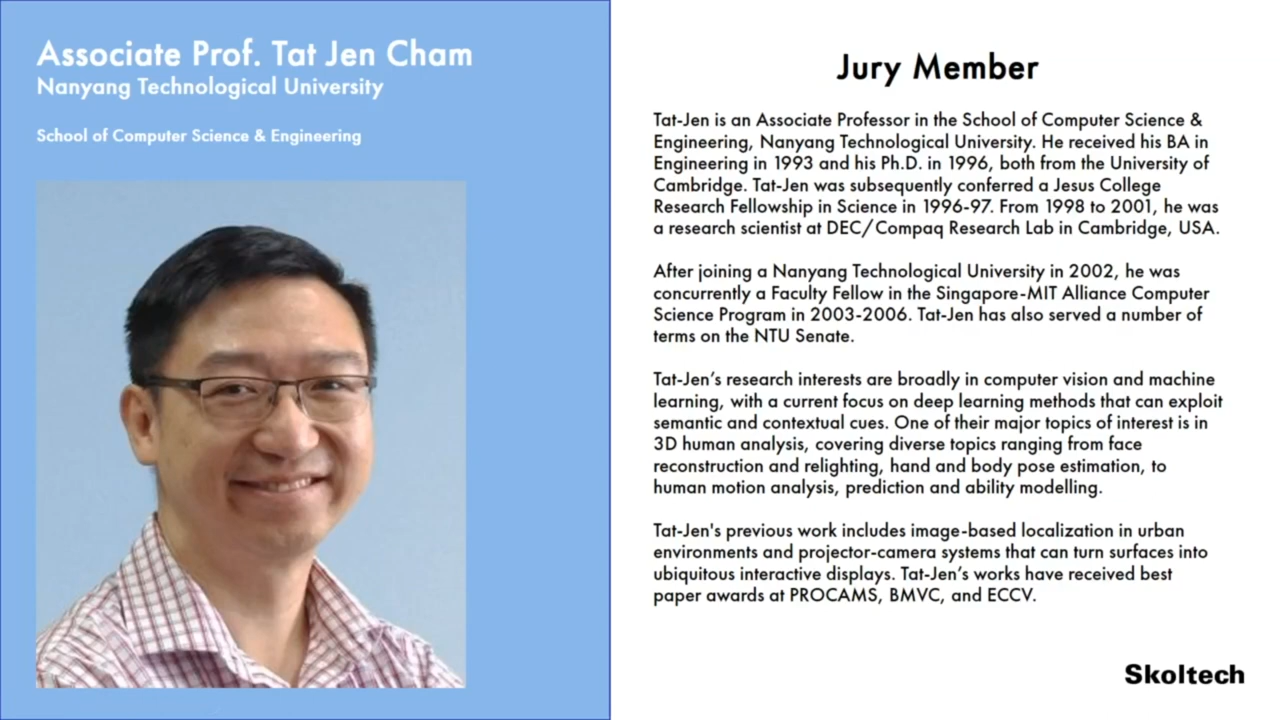 Associate Prof. Tat Jen Cham
Nanyang Technological University
School of Computer Science & Engineering
Jury Member
Tat-Jen is an Associate Professor in the School of Computer Science &
Engineering, Nanyang Technological University. He received his BA in
Engineering in 1993 and his Ph.D. in 1996, both from the University of
Cambridge. Tat-Jen was subsequently conferred a Jesus College
Research Fellowship in Science in 1996-97. From 1998 to 2001, he was
a research scientist at DEC/Compaq Research Lab in Cambridge, USA.
After joining a Nanyang Technological University in 2002, he was
concurrently a Faculty Fellow in the Singapore-MIT Alliance Computer
Science Program in 2003-2006. Tat-Jen has also served a number of
terms on the NTU Senate.
Tat-Jen’s research interests are broadly in computer vision and machine
learning, with a current focus on deep learning methods that can exploit
semantic and contextual cues. One of their major topics of interest is in
3D human analysis, covering diverse topics ranging from face
reconstruction and relighting, hand and body pose estimation, to
human motion analysis, prediction and ability modelling.
Tat-Jen's previous work includes image-based localization in urban
environments and projector-camera systems that can turn surfaces into
ubiquitous interactive displays. Tat-Jen’s works have received best
paper awards at PROCAMS, BMVC, and ECCV.
Skoltech